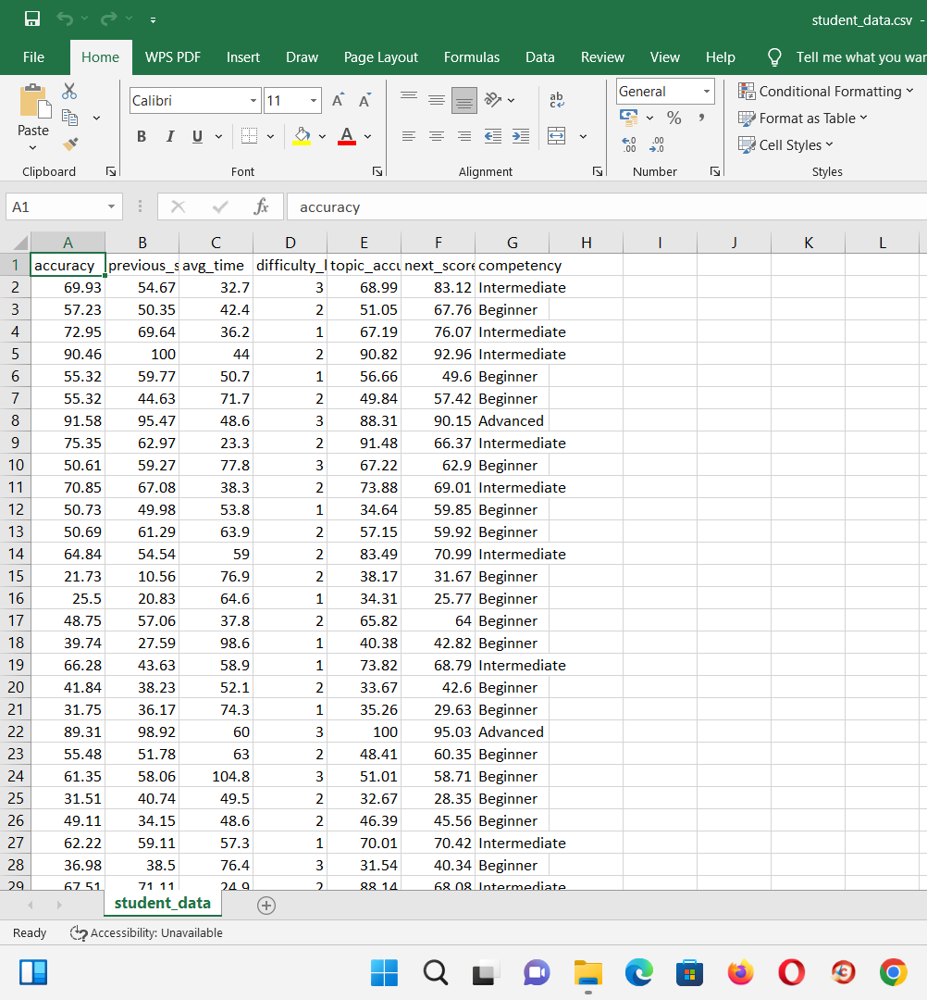 student_data.csv -
File Home WPS PDF Insert Draw Page Layout Formulas Data Review View Help Tell me what you wan
Calibri 11 General Conditional Formatting
Paste B I U A ab % Format as Table
Cell Styles
Clipboard Font Alignment Number Styles
A1 fx accuracy
A B C D E F G H I J K L
1 accuracy previous_s avg_time difficulty_l topic_accu next_score competency
2 69.93 54.67 32.7 3 68.99 83.12 Intermediate
3 57.23 50.35 42.4 2 51.05 67.76 Beginner
4 72.95 69.64 36.2 1 67.19 76.07 Intermediate
5 90.46 100 44 2 90.82 92.96 Intermediate
6 55.32 59.77 50.7 1 56.66 49.6 Beginner
7 55.32 44.63 71.7 2 49.84 57.42 Beginner
8 91.58 95.47 48.6 3 88.31 90.15 Advanced
9 75.35 62.97 23.3 2 91.48 66.37 Intermediate
10 50.61 59.27 77.8 3 67.22 62.9 Beginner
11 70.85 67.08 38.3 2 73.88 69.01 Intermediate
12 50.73 49.98 53.8 1 34.64 59.85 Beginner
13 50.69 61.29 63.9 2 57.15 59.92 Beginner
14 64.84 54.54 59 2 83.49 70.99 Intermediate
15 21.73 10.56 76.9 2 38.17 31.67 Beginner
16 25.5 20.83 64.6 1 34.31 25.77 Beginner
17 48.75 57.06 37.8 2 65.82 64 Beginner
18 39.74 27.59 98.6 1 40.38 42.82 Beginner
19 66.28 43.63 58.9 1 73.82 68.79 Intermediate
20 41.84 38.23 52.1 2 33.67 42.6 Beginner
21 31.75 36.17 74.3 1 35.26 29.63 Beginner
22 89.31 98.92 60 3 100 95.03 Advanced
23 55.48 51.78 63 2 48.41 60.35 Beginner
24 61.35 58.06 104.8 3 51.01 58.71 Beginner
25 31.51 40.74 49.5 2 32.67 28.35 Beginner
26 49.11 34.15 48.6 2 46.39 45.56 Beginner
27 62.22 59.11 57.3 1 70.01 70.42 Intermediate
28 36.98 38.5 76.4 3 31.54 40.34 Beginner
29 67.51 71.11 24.9 2 88.14 68.08 Intermediate
student_data
Ready Accessibility: Unavailable